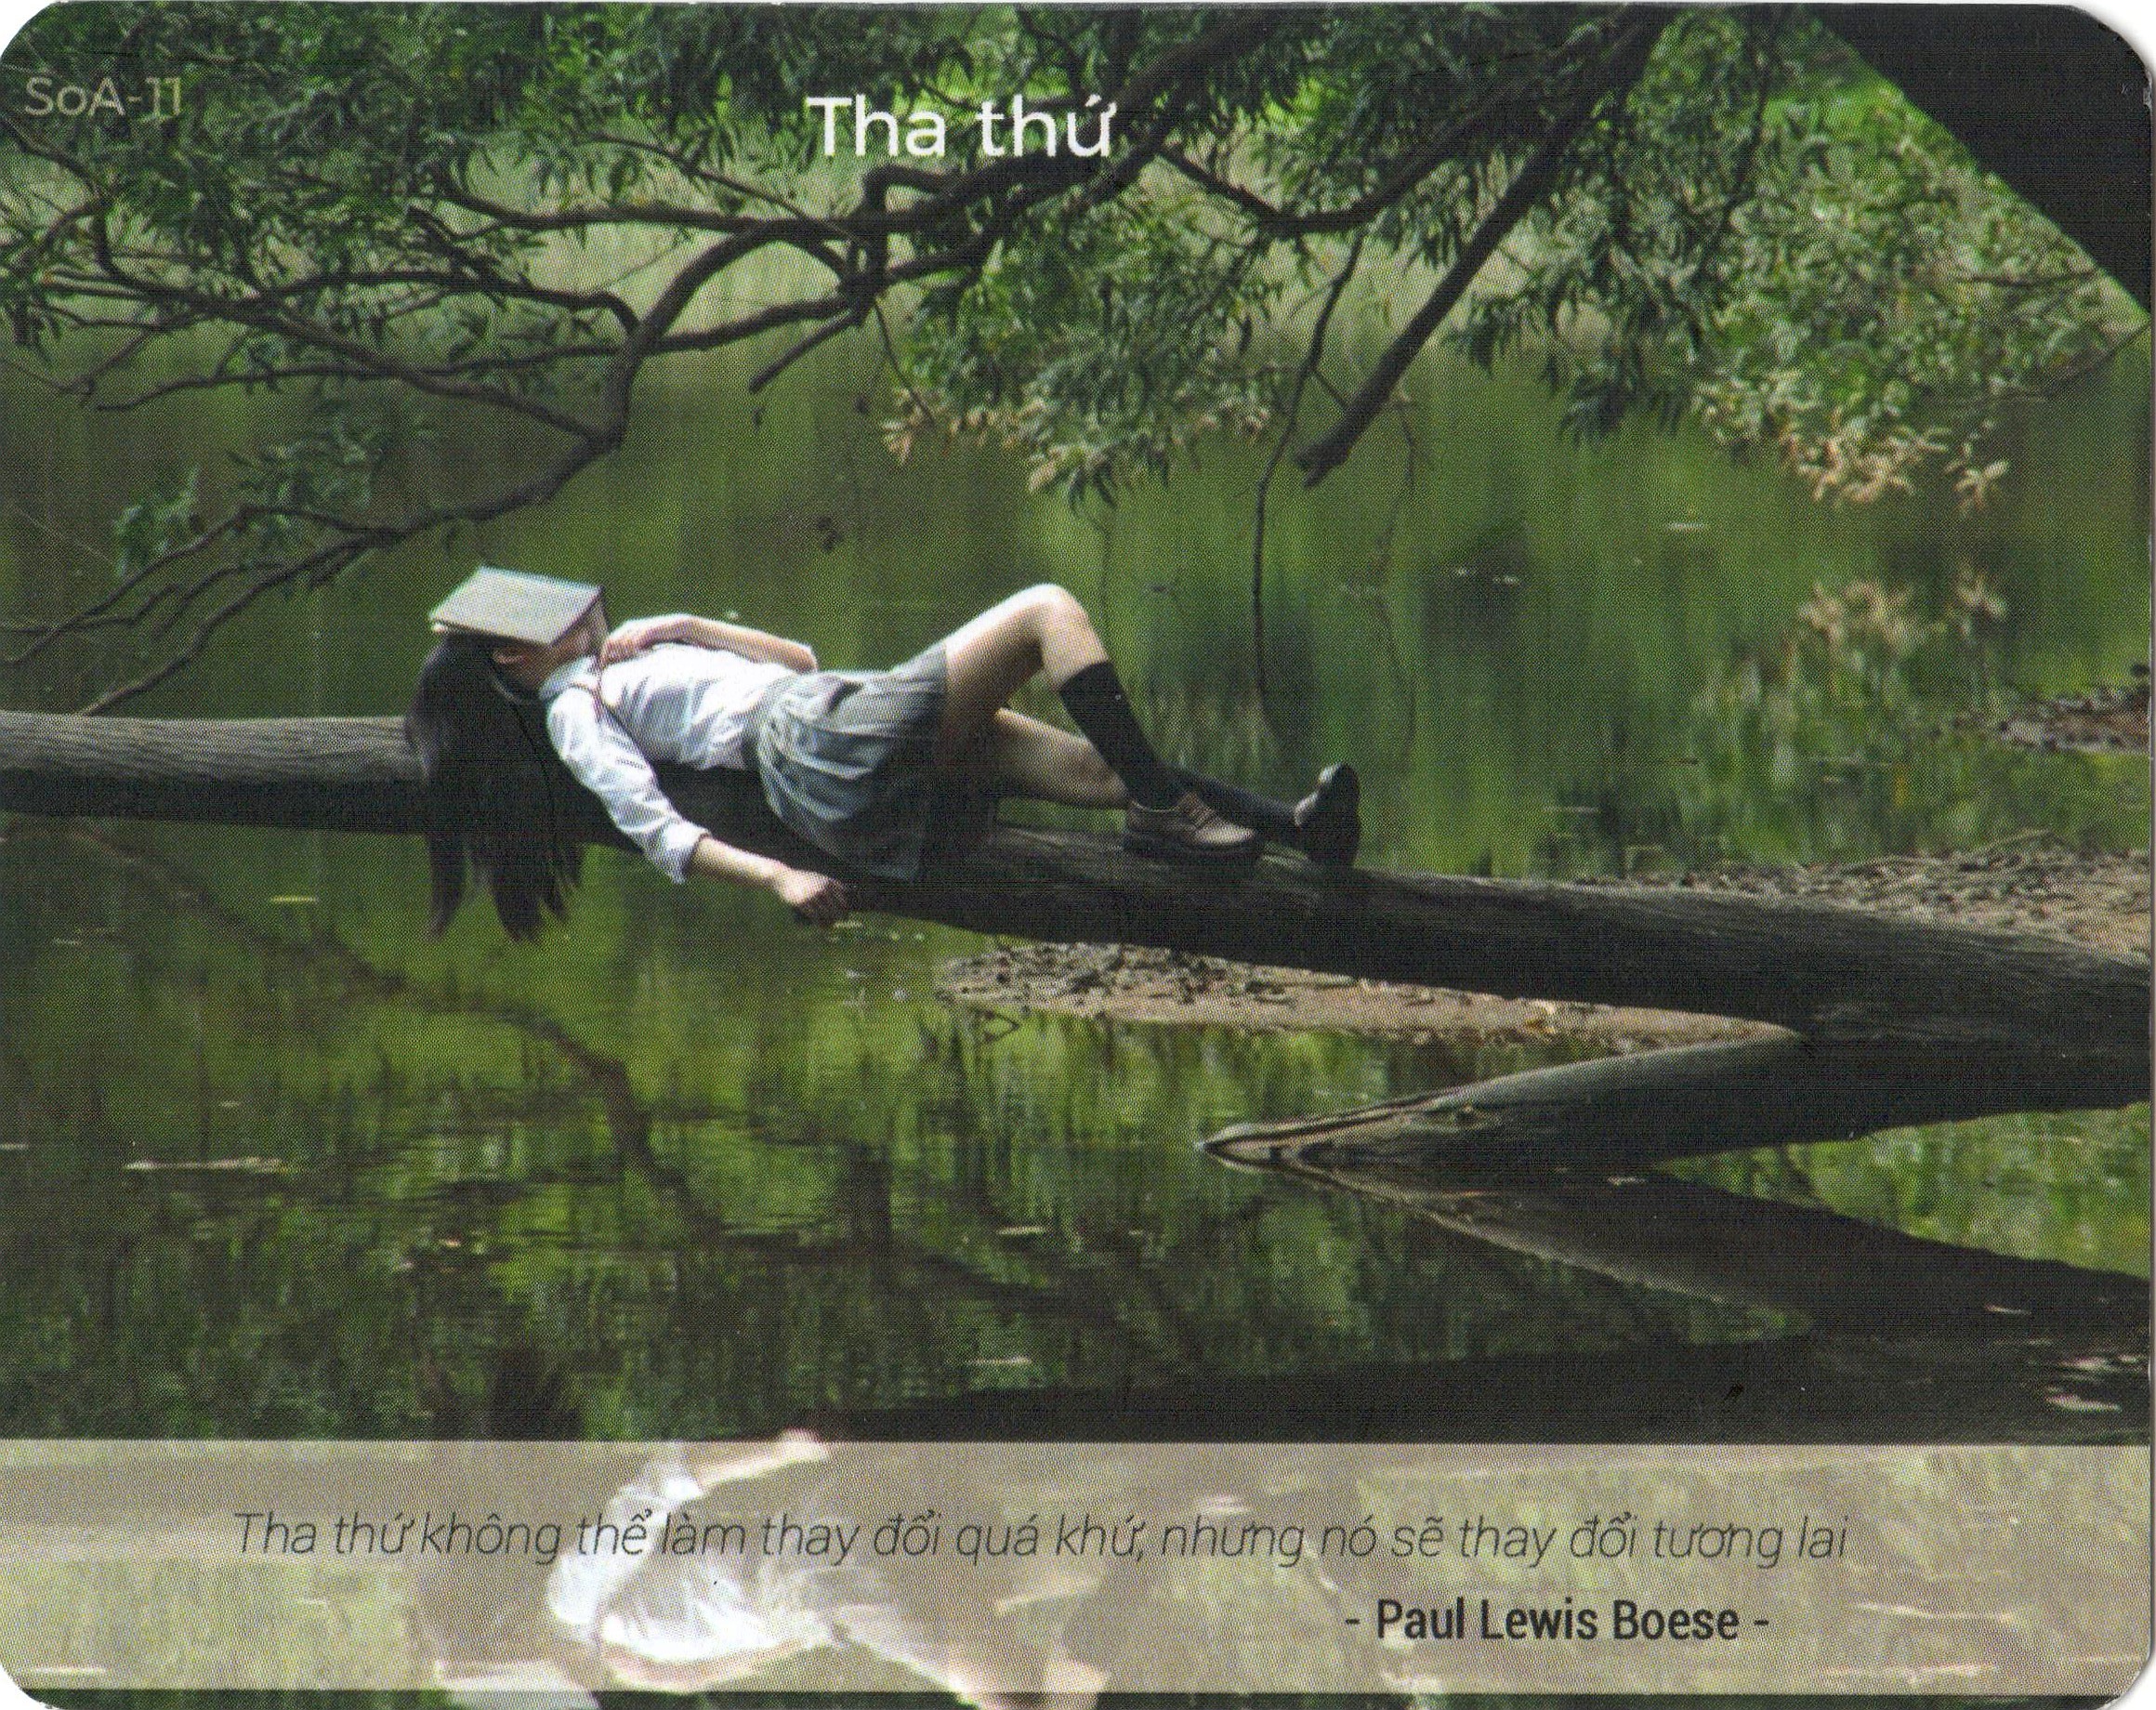 SoA-11
Tha thứ
Tha thứ không thể làm thay đổi quá khứ, nhưng nó sẽ thay đổi tương lai
- Paul Lewis Boese -